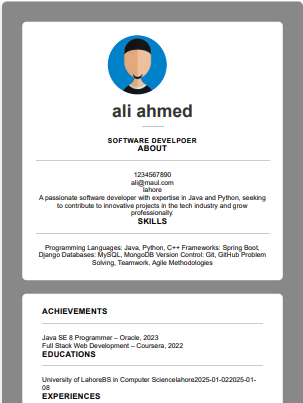 ali ahmed
SOFTWARE DEVELPOER
ABOUT
1234567890
ali@maul.com
lahore
A passionate software developer with expertise in Java and Python, seeking
to contribute to innovative projects in the tech industry and grow
professionally.
SKILLS
Programming Languages: Java, Python, C++ Frameworks: Spring Boot,
Django Databases: MySQL, MongoDB Version Control: Git, GitHub Problem
Solving, Teamwork, Agile Methodologies
ACHIEVEMENTS
Java SE 8 Programmer – Oracle, 2023
Full Stack Web Development – Coursera, 2022
EDUCATIONS
University of LahoreBS in Computer Sciencelahore2025-01-022025-01-
08
EXPERIENCES